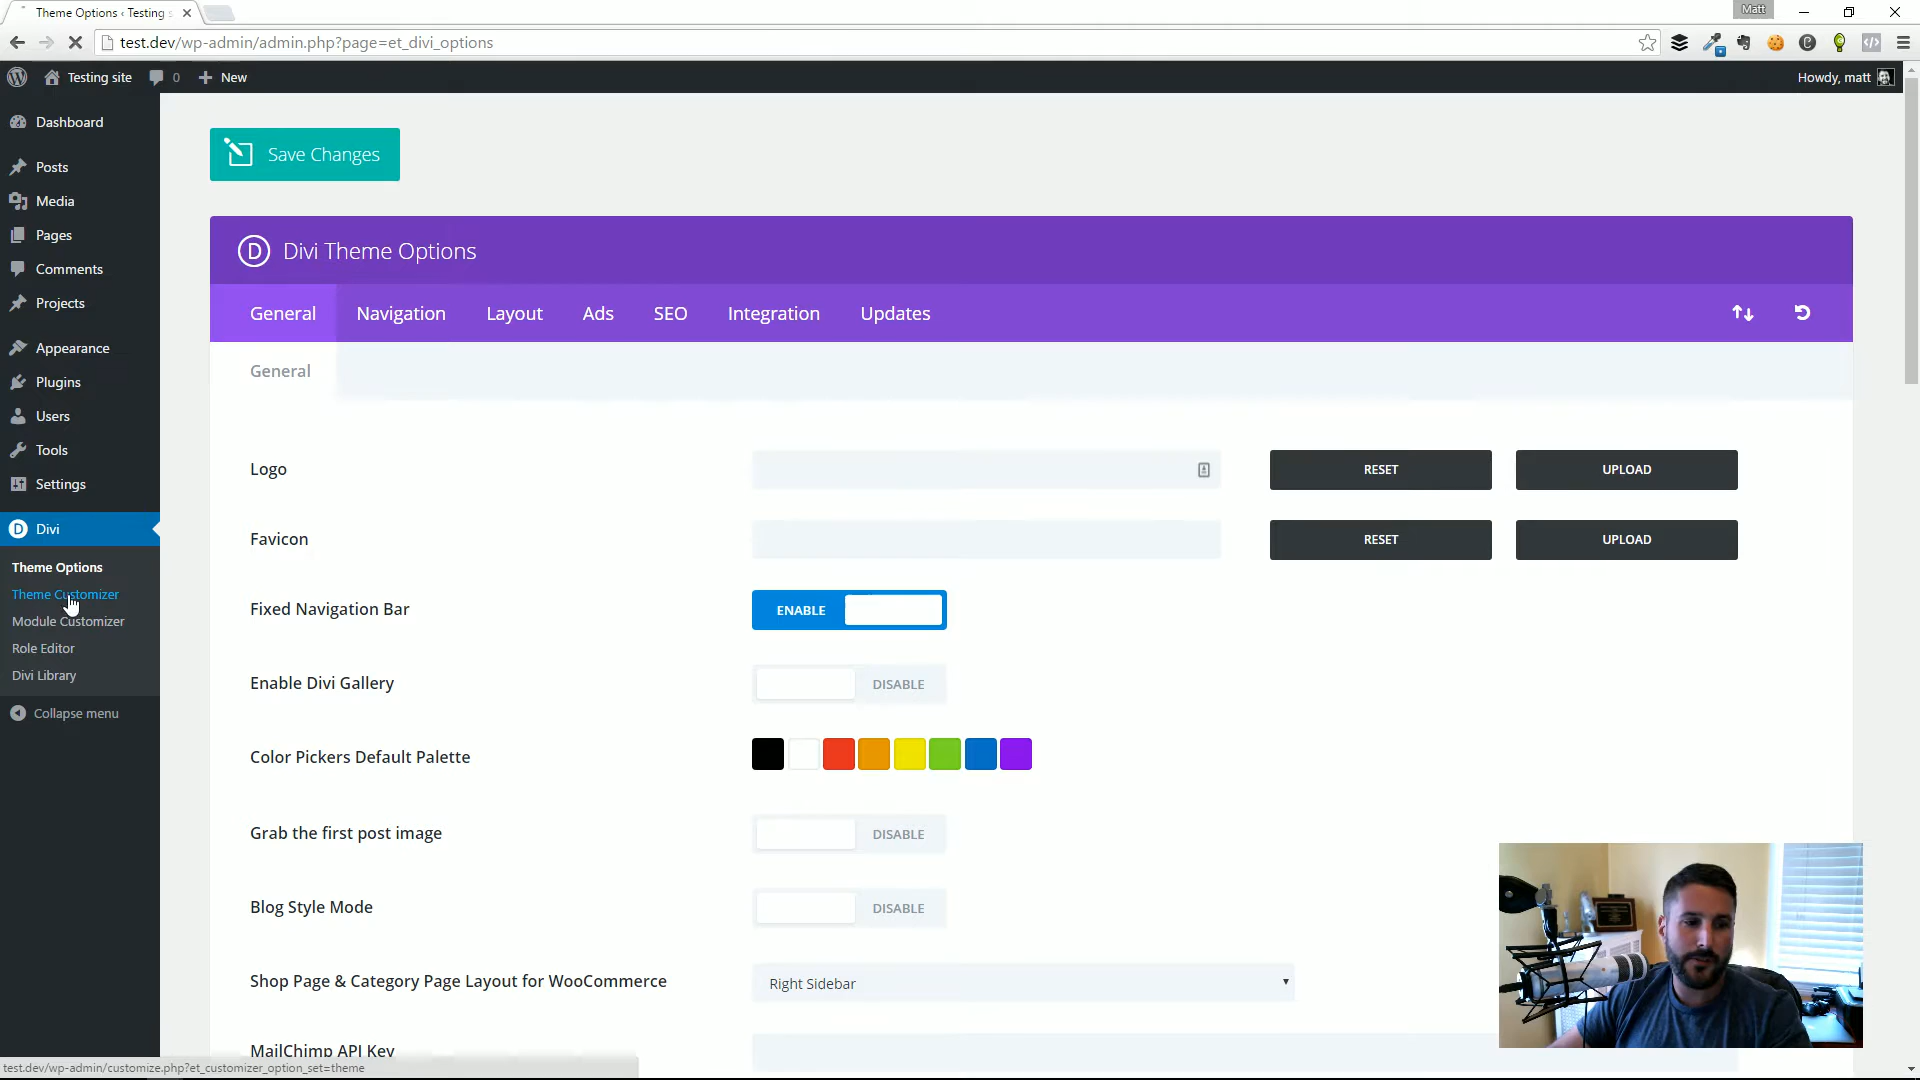 Theme Options ‹ Testing s
Matt
test.dev/wp-admin/admin.php?page=et_divi_options
Testing site 0 New
Howdy, matt
Dashboard
Posts
Media
Pages
Comments
Projects
Appearance
Plugins
Users
Tools
Settings
Divi
Theme Options
Theme Customizer
Module Customizer
Role Editor
Divi Library
Collapse menu
Save Changes
D Divi Theme Options
General Navigation Layout Ads SEO Integration Updates
General
Logo RESET UPLOAD
Favicon RESET UPLOAD
Fixed Navigation Bar ENABLE
Enable Divi Gallery DISABLE
Color Pickers Default Palette
Grab the first post image DISABLE
Blog Style Mode DISABLE
Shop Page & Category Page Layout for WooCommerce Right Sidebar
MailChimp API Key
test.dev/wp-admin/customize.php?et_customizer_option_set=theme